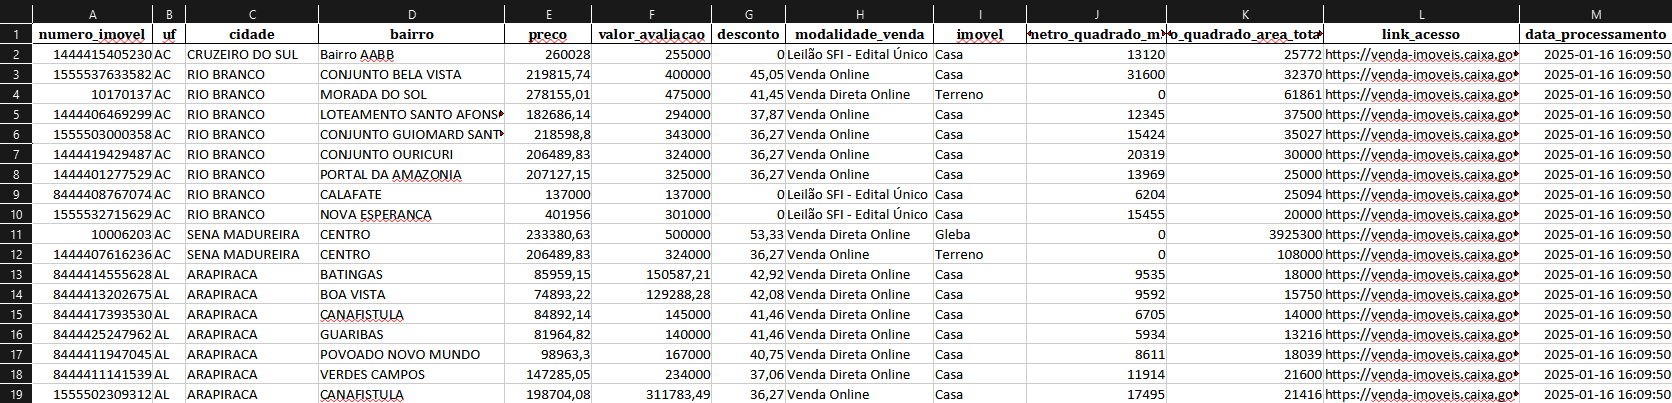 A B C D E F G H I J K L M
1 numero_imovel uf cidade bairro preco valor_avaliacao desconto modalidade_venda imovel netro_quadrado_m o_quadrado_area_tota link_acesso data_processamento
2 1444415405230 AC CRUZEIRO DO SUL Bairro AABB 260028 255000 0 Leilão SFI - Edital Único Casa 13120 25772 https://venda-imoveis.caixa.go 2025-01-16 16:09:50
3 1555537633582 AC RIO BRANCO CONJUNTO BELA VISTA 219815,74 400000 45,05 Venda Online Casa 31600 32370 https://venda-imoveis.caixa.go 2025-01-16 16:09:50
4 10170137 AC RIO BRANCO MORADA DO SOL 278155,01 475000 41,45 Venda Direta Online Terreno 0 61861 https://venda-imoveis.caixa.go 2025-01-16 16:09:50
5 1444406469299 AC RIO BRANCO LOTEAMENTO SANTO AFONS 182686,14 294000 37,87 Venda Online Casa 12345 37500 https://venda-imoveis.caixa.go 2025-01-16 16:09:50
6 1555503000358 AC RIO BRANCO CONJUNTO GUIOMARD SANT 218598,8 343000 36,27 Venda Online Casa 15424 35027 https://venda-imoveis.caixa.go 2025-01-16 16:09:50
7 1444419429487 AC RIO BRANCO CONJUNTO OURICURI 206489,83 324000 36,27 Venda Online Casa 20319 30000 https://venda-imoveis.caixa.go 2025-01-16 16:09:50
8 1444401277529 AC RIO BRANCO PORTAL DA AMAZONIA 207127,15 325000 36,27 Venda Online Casa 13969 25000 https://venda-imoveis.caixa.go 2025-01-16 16:09:50
9 8444408767074 AC RIO BRANCO CALAFATE 137000 137000 0 Leilão SFI - Edital Único Casa 6204 25094 https://venda-imoveis.caixa.go 2025-01-16 16:09:50
10 1555532715629 AC RIO BRANCO NOVA ESPERANCA 401956 301000 0 Leilão SFI - Edital Único Casa 15455 20000 https://venda-imoveis.caixa.go 2025-01-16 16:09:50
11 10006203 AC SENA MADUREIRA CENTRO 233380,63 500000 53,33 Venda Direta Online Gleba 0 3925300 https://venda-imoveis.caixa.go 2025-01-16 16:09:50
12 1444407616236 AC SENA MADUREIRA CENTRO 206489,83 324000 36,27 Venda Direta Online Terreno 0 108000 https://venda-imoveis.caixa.go 2025-01-16 16:09:50
13 8444414555628 AL ARAPIRACA BATINGAS 85959,15 150587,21 42,92 Venda Direta Online Casa 9535 18000 https://venda-imoveis.caixa.go 2025-01-16 16:09:50
14 8444413202675 AL ARAPIRACA BOA VISTA 74893,22 129288,28 42,08 Venda Direta Online Casa 9592 15750 https://venda-imoveis.caixa.go 2025-01-16 16:09:50
15 8444417393530 AL ARAPIRACA CANAFISTULA 84892,14 145000 41,46 Venda Direta Online Casa 6705 14000 https://venda-imoveis.caixa.go 2025-01-16 16:09:50
16 8444425247962 AL ARAPIRACA GUARIBAS 81964,82 140000 41,46 Venda Direta Online Casa 5934 13216 https://venda-imoveis.caixa.go 2025-01-16 16:09:50
17 8444411947045 AL ARAPIRACA POVOADO NOVO MUNDO 98963,3 167000 40,75 Venda Direta Online Casa 8611 18039 https://venda-imoveis.caixa.go 2025-01-16 16:09:50
18 8444411141539 AL ARAPIRACA VERDES CAMPOS 147285,05 234000 37,06 Venda Direta Online Casa 11914 21600 https://venda-imoveis.caixa.go 2025-01-16 16:09:50
19 1555502309312 AL ARAPIRACA CANAFISTULA 198704,08 311783,49 36,27 Venda Online Casa 17495 21416 https://venda-imoveis.caixa.go 2025-01-16 16:09:50